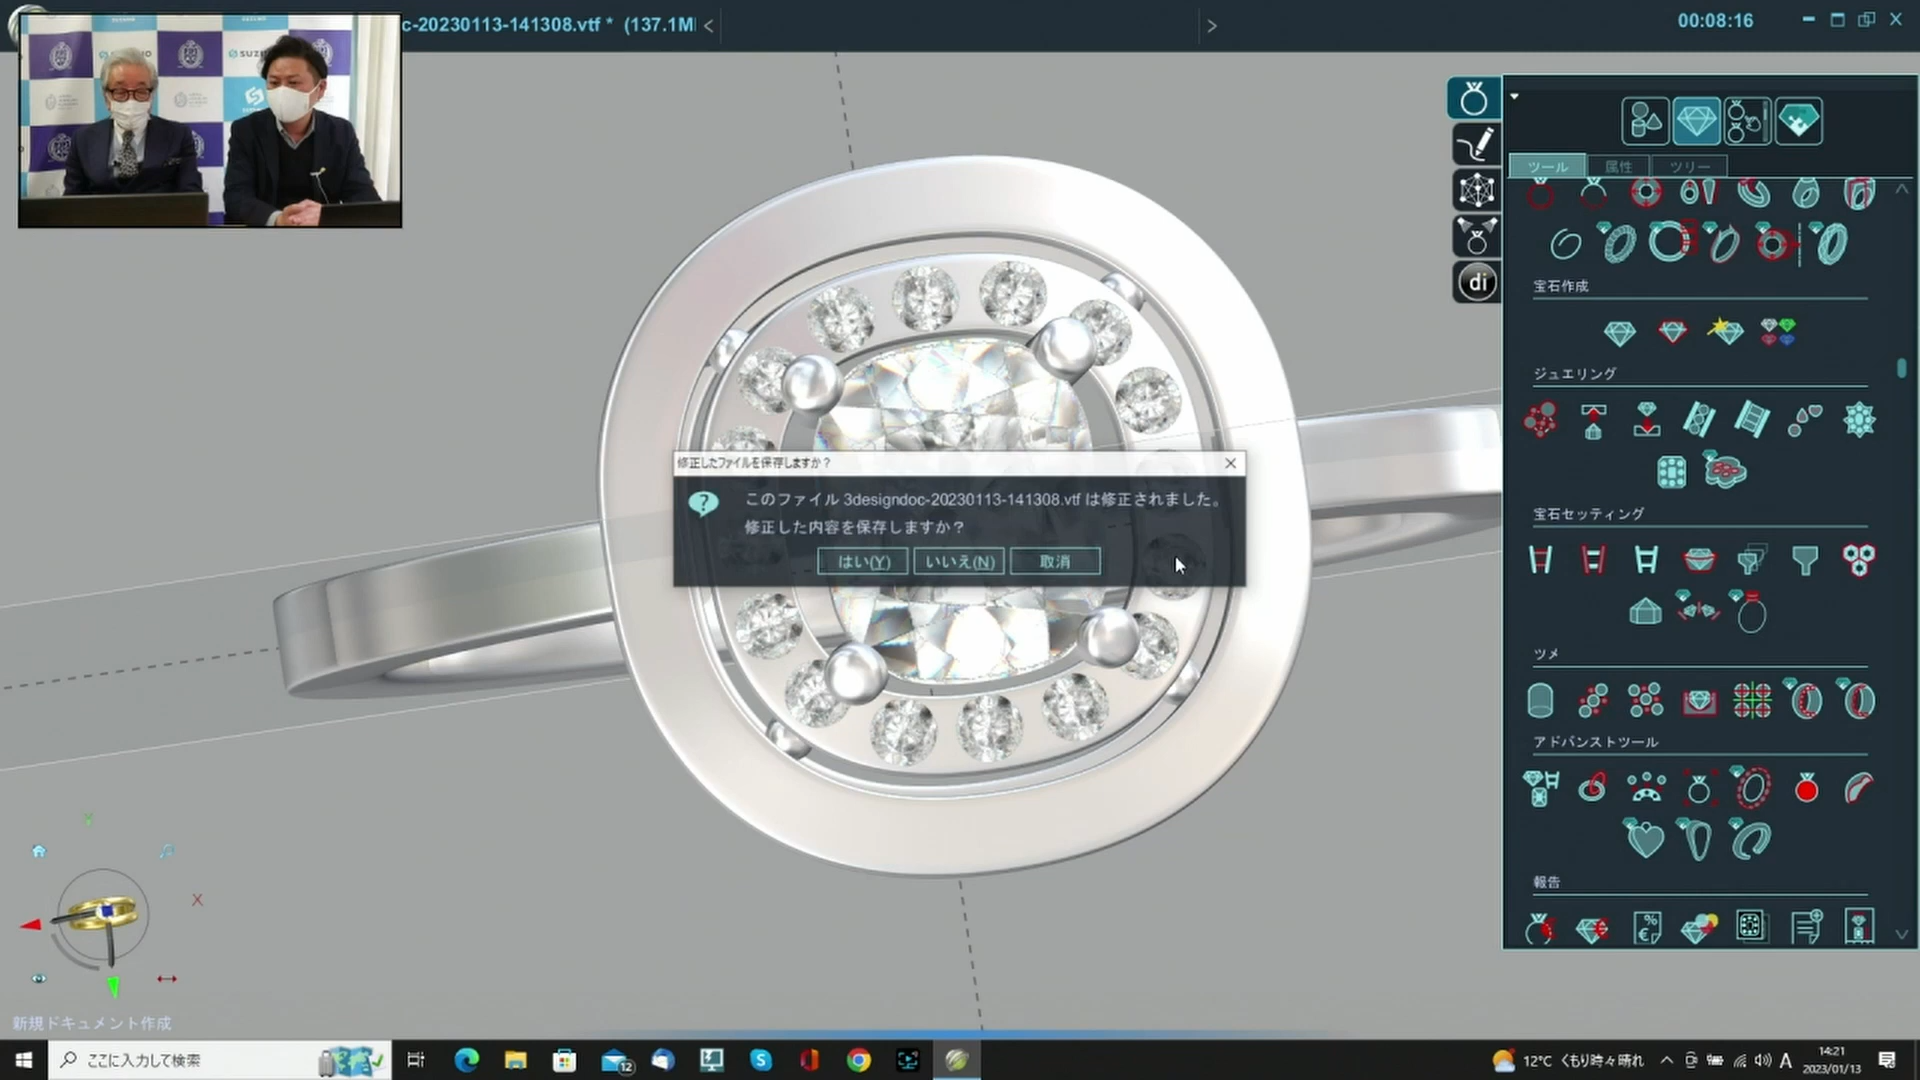 c-20230113-141308.vtf * (137.1M
00:08:16
SUZUHO
ツール
属性
ツリー
di
宝石作成
ジュエリング
宝石セッティング
修正したファイルを保存しますか？
このファイル 3designdoc-20230113-141308.vtf は修正されました。
修正した内容を保存しますか？
はい(Y)
いいえ(N)
取消
ツメ
アドバンストツール
報告
X
新規ドキュメント作成
ここに入力して検索
12
12°C くもり時々晴れ
A
14:21
2023/01/13